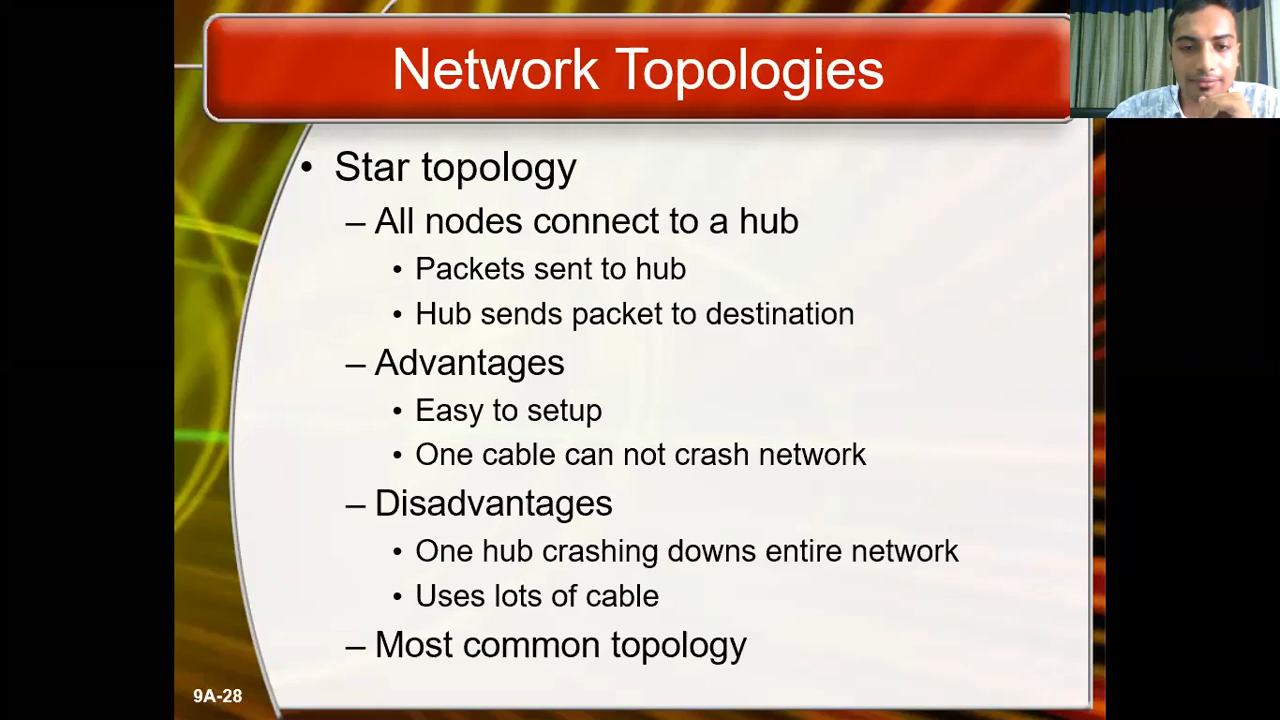 Network Topologies
• Star topology
– All nodes connect to a hub
• Packets sent to hub
• Hub sends packet to destination
– Advantages
• Easy to setup
• One cable can not crash network
– Disadvantages
• One hub crashing downs entire network
• Uses lots of cable
– Most common topology
9A-28